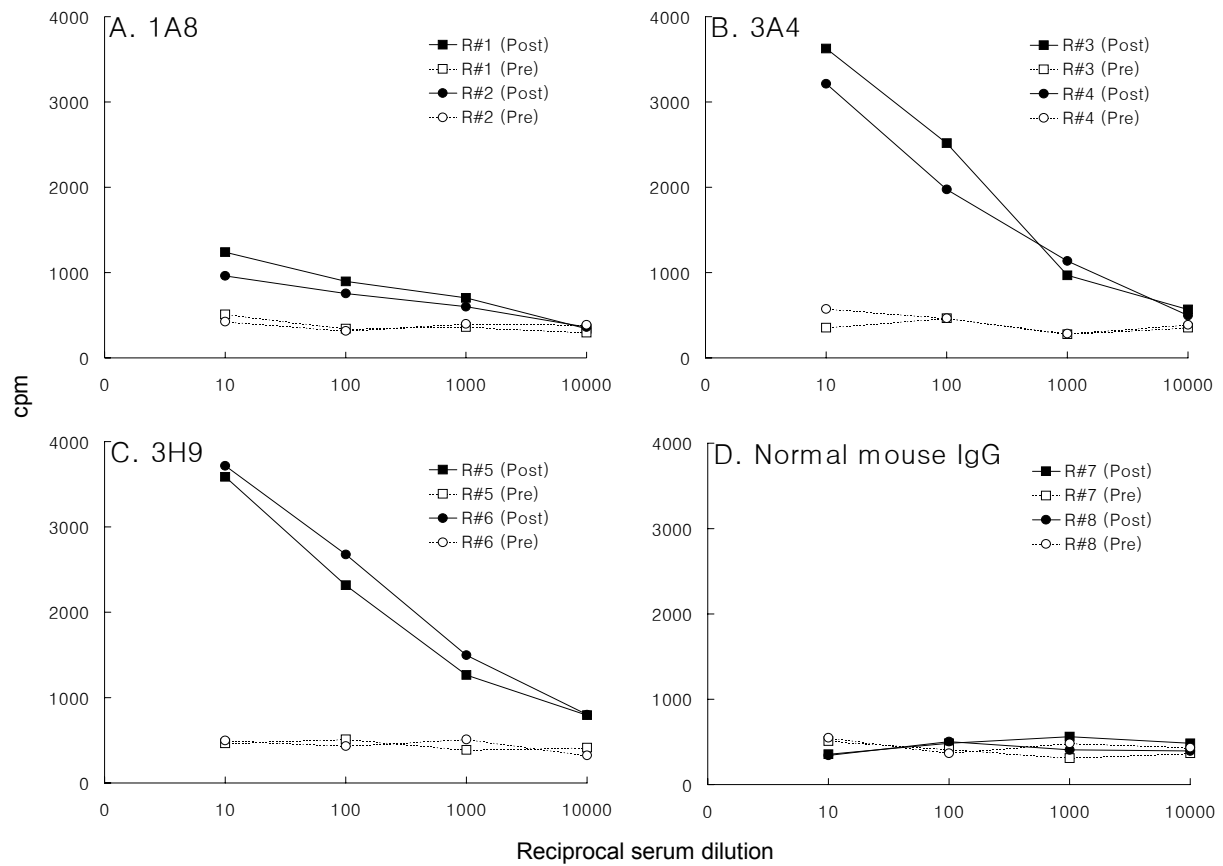 A. 1A8
R#1 (Post)
R#1 (Pre)
R#2 (Post)
R#2 (Pre)
4000
3000
2000
1000
0
0 10 100 1000 10000
B. 3A4
R#3 (Post)
R#3 (Pre)
R#4 (Post)
R#4 (Pre)
4000
3000
2000
1000
0
0 10 100 1000 10000
cpm
C. 3H9
R#5 (Post)
R#5 (Pre)
R#6 (Post)
R#6 (Pre)
4000
3000
2000
1000
0
0 10 100 1000 10000
D. Normal mouse IgG
R#7 (Post)
R#7 (Pre)
R#8 (Post)
R#8 (Pre)
4000
3000
2000
1000
0
0 10 100 1000 10000
Reciprocal serum dilution